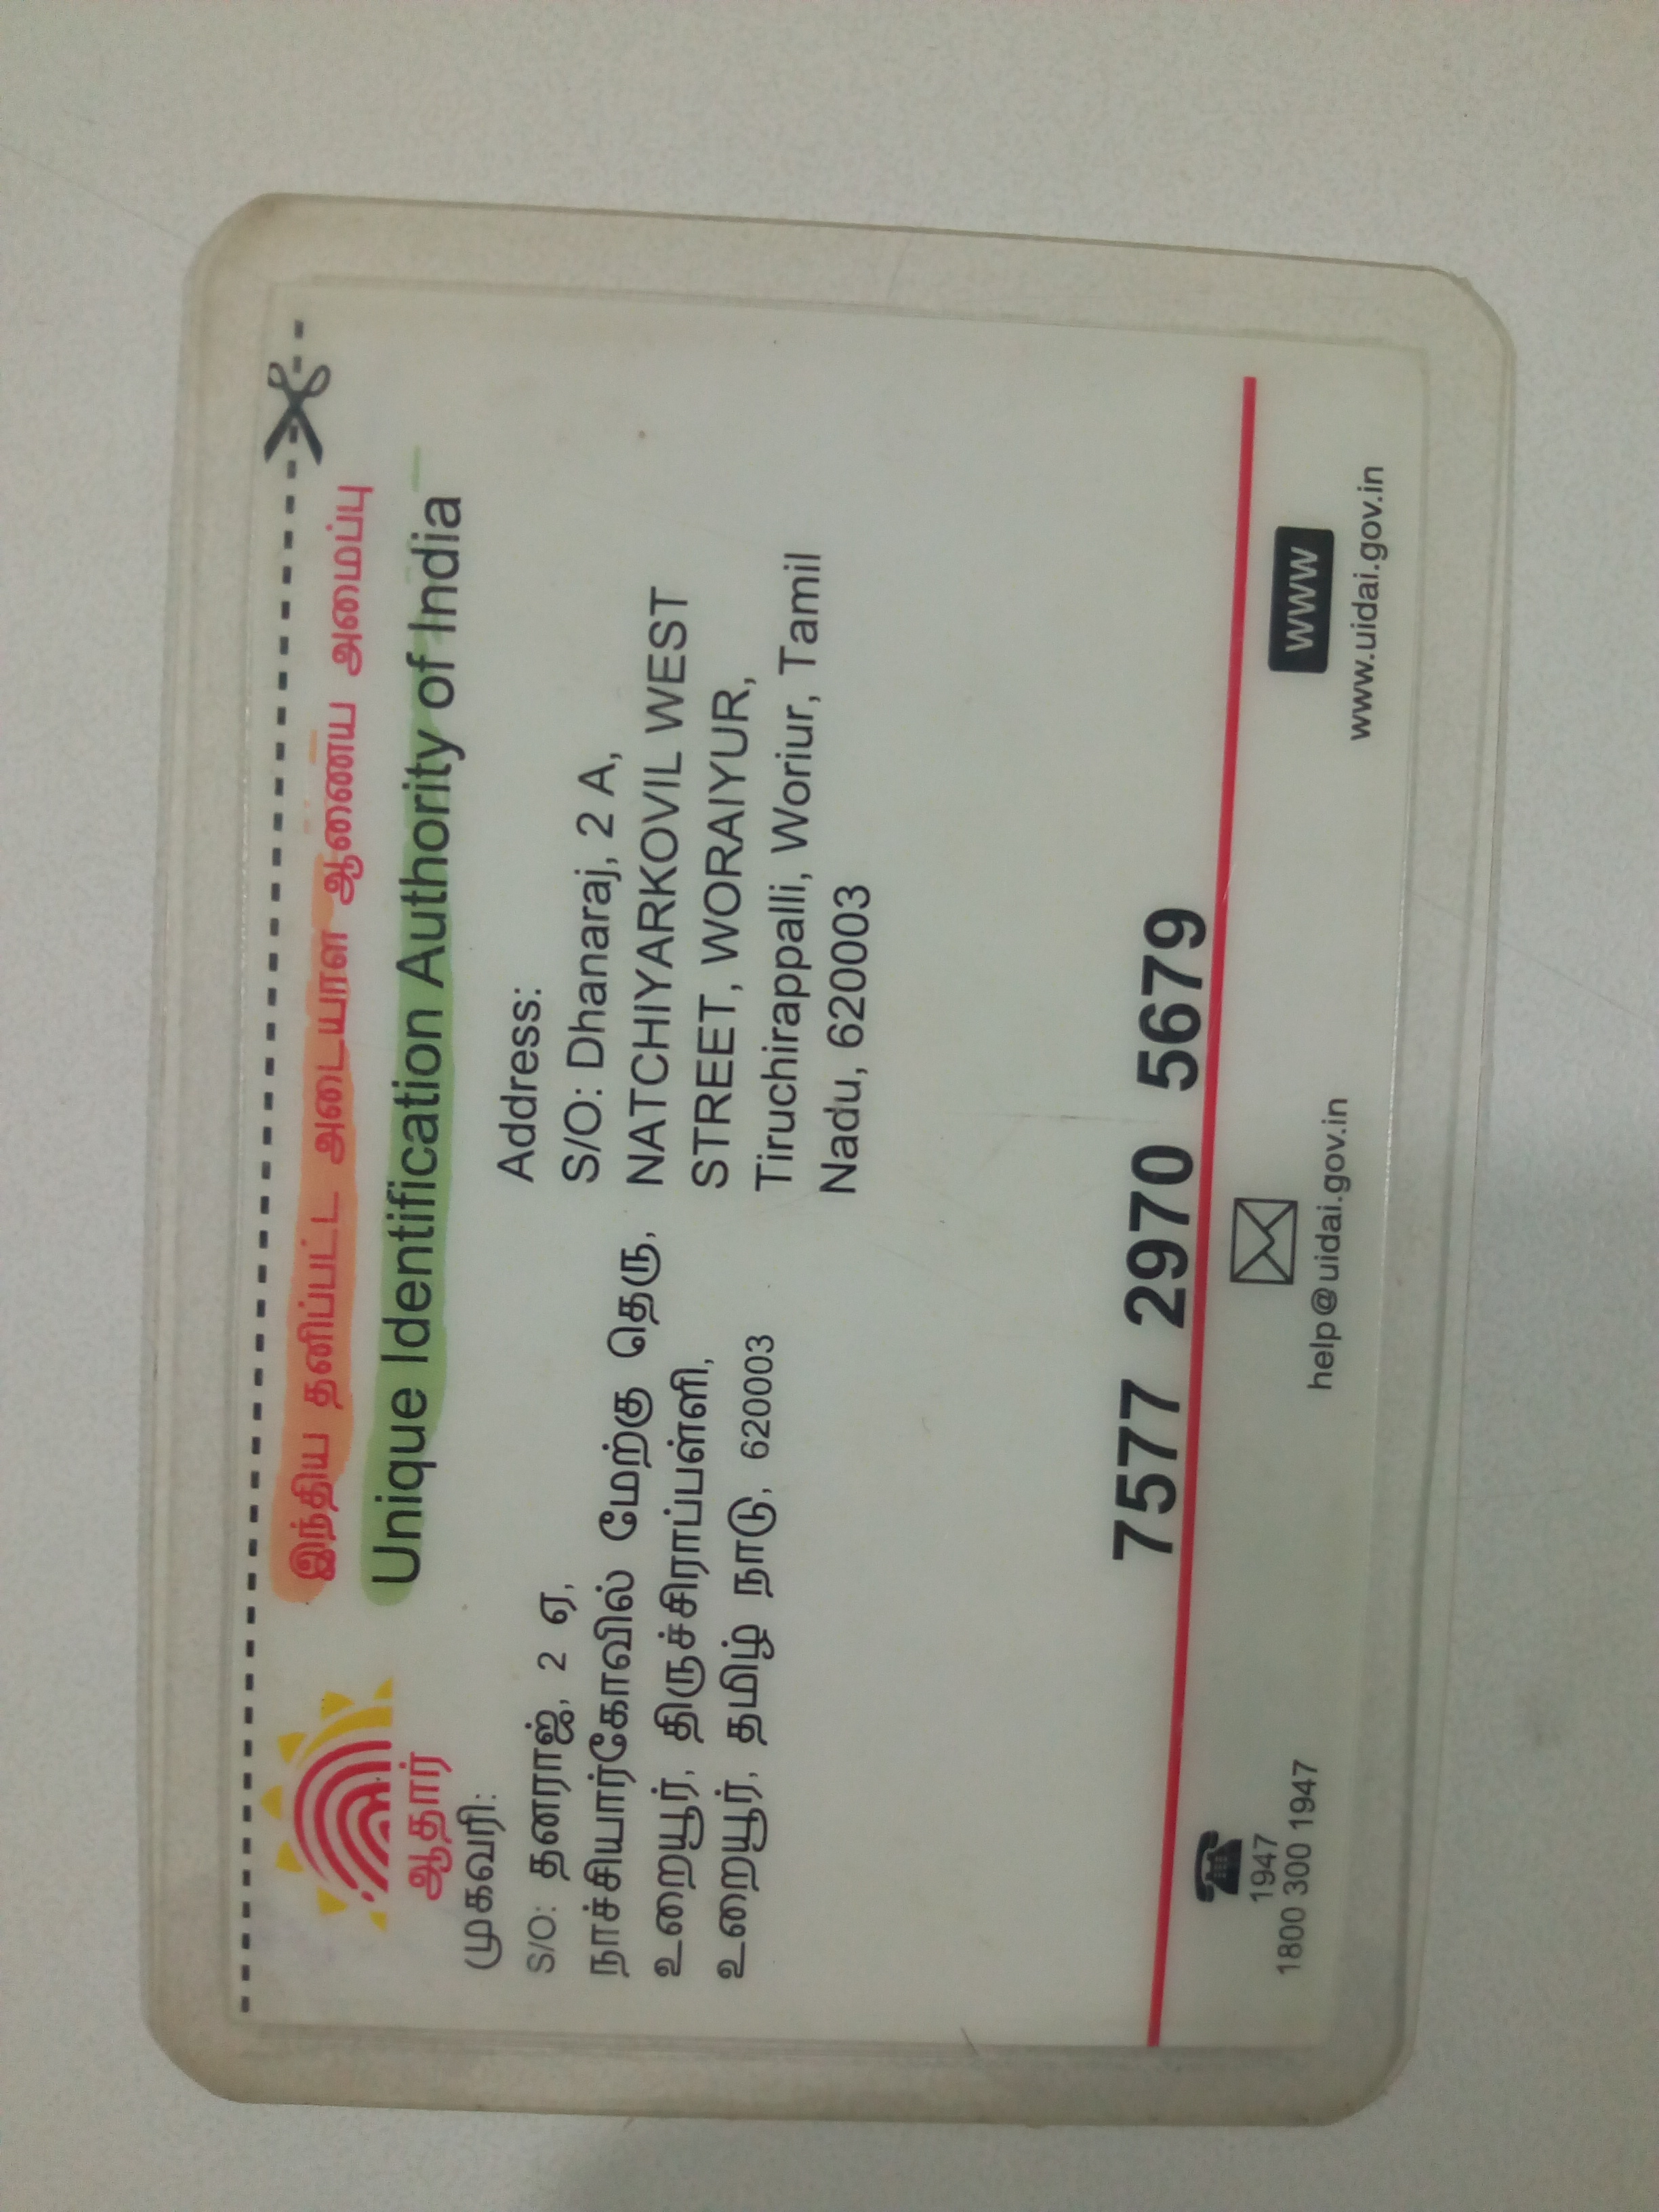 இந்திய தனிப்பட்ட அடையாள ஆணைய அமைப்பு
Unique Identification Authority of India
ஆதார்
முகவரி:
S/O: தனராஜ், 2 ஏ,
நாச்சியார்கோவில் மேற்கு தெரு,
உறையூர், திருச்சிராப்பள்ளி,
உறையூர், தமிழ் நாடு, 620003
Address:
S/O: Dhanaraj, 2 A,
NATCHIYARKOVIL WEST
STREET, WORAIYUR,
Tiruchirappalli, Woriur, Tamil
Nadu, 620003
7577 2970 5679
1947
1800 300 1947
help@uidai.gov.in
WWW
www.uidai.gov.in